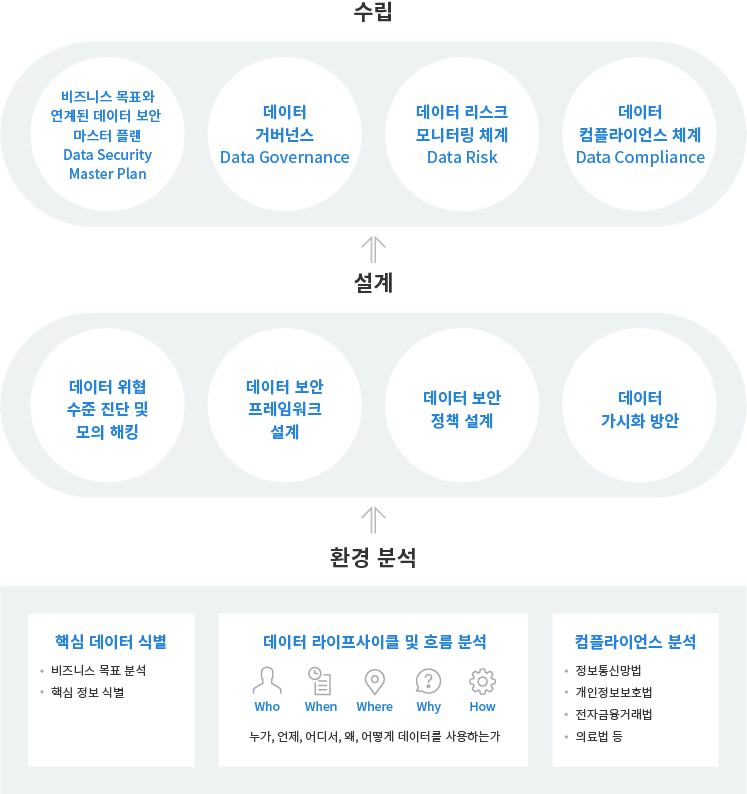 수립
비즈니스 목표와
연계된 데이터 보안
마스터 플랜
Data Security
Master Plan
데이터
거버넌스
Data Governance
데이터 리스크
모니터링 체계
Data Risk
데이터
컴플라이언스 체계
Data Compliance
설계
데이터 위협
수준 진단 및
모의 해킹
데이터 보안
프레임워크
설계
데이터 보안
정책 설계
데이터
가시화 방안
환경 분석
핵심 데이터 식별
• 비즈니스 목표 분석
• 핵심 정보 식별
데이터 라이프사이클 및 흐름 분석
Who When Where Why How
누가, 언제, 어디서, 왜, 어떻게 데이터를 사용하는가
컴플라이언스 분석
• 정보통신망법
• 개인정보보호법
• 전자금융거래법
• 의료법 등